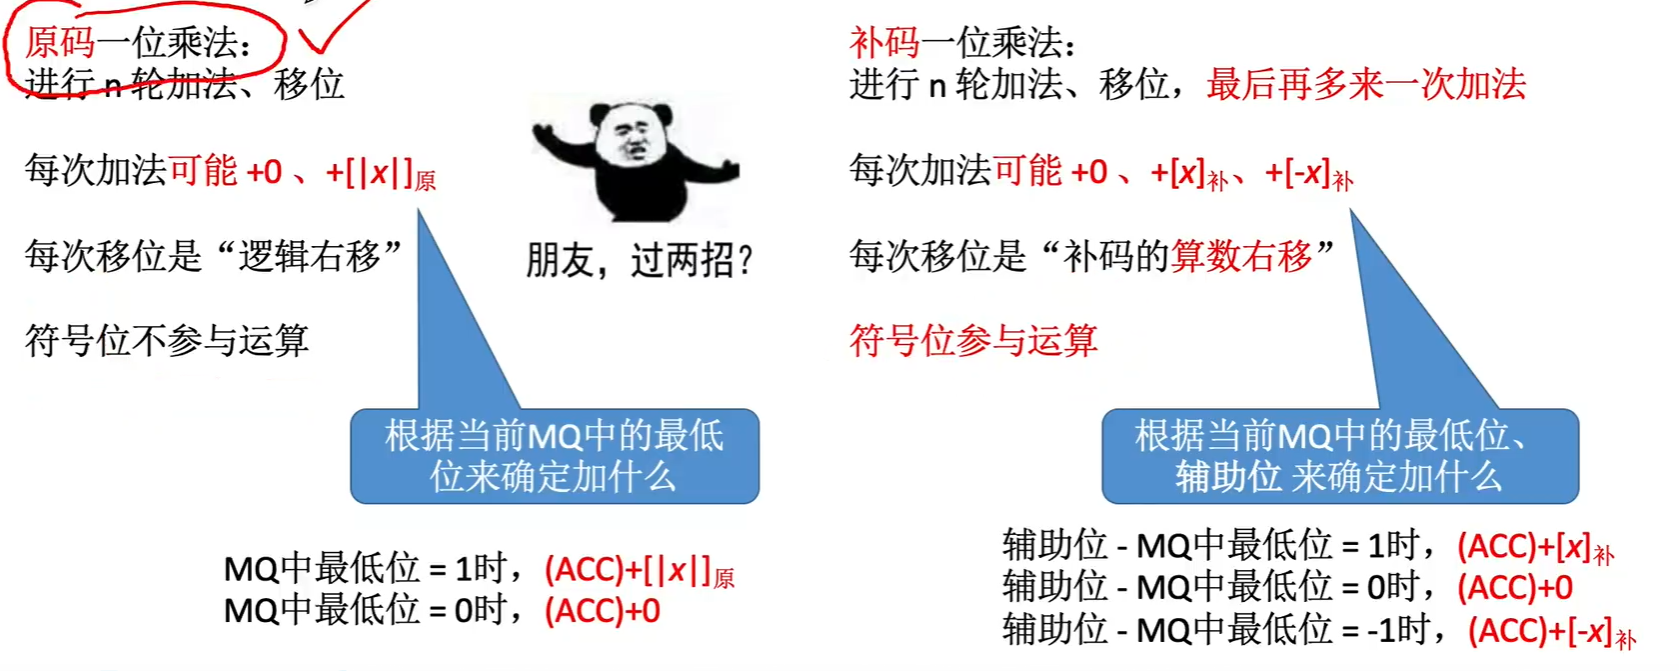 原码一位乘法：
进行 n 轮加法、移位
每次加法可能 +0 、+[|x|]原
每次移位是“逻辑右移”
符号位不参与运算
根据当前MQ中的最低
位来确定加什么
MQ中最低位 = 1时，(ACC)+[|x|]原
MQ中最低位 = 0时，(ACC)+0
朋友，过两招？
补码一位乘法：
进行 n 轮加法、移位，最后再多来一次加法
每次加法可能 +0 、+[x]补、+[-x]补
每次移位是“补码的算数右移”
符号位参与运算
根据当前MQ中的最低位、
辅助位 来确定加什么
辅助位 - MQ中最低位 = 1时，(ACC)+[x]补
辅助位 - MQ中最低位 = 0时，(ACC)+0
辅助位 - MQ中最低位 = -1时，(ACC)+[-x]补